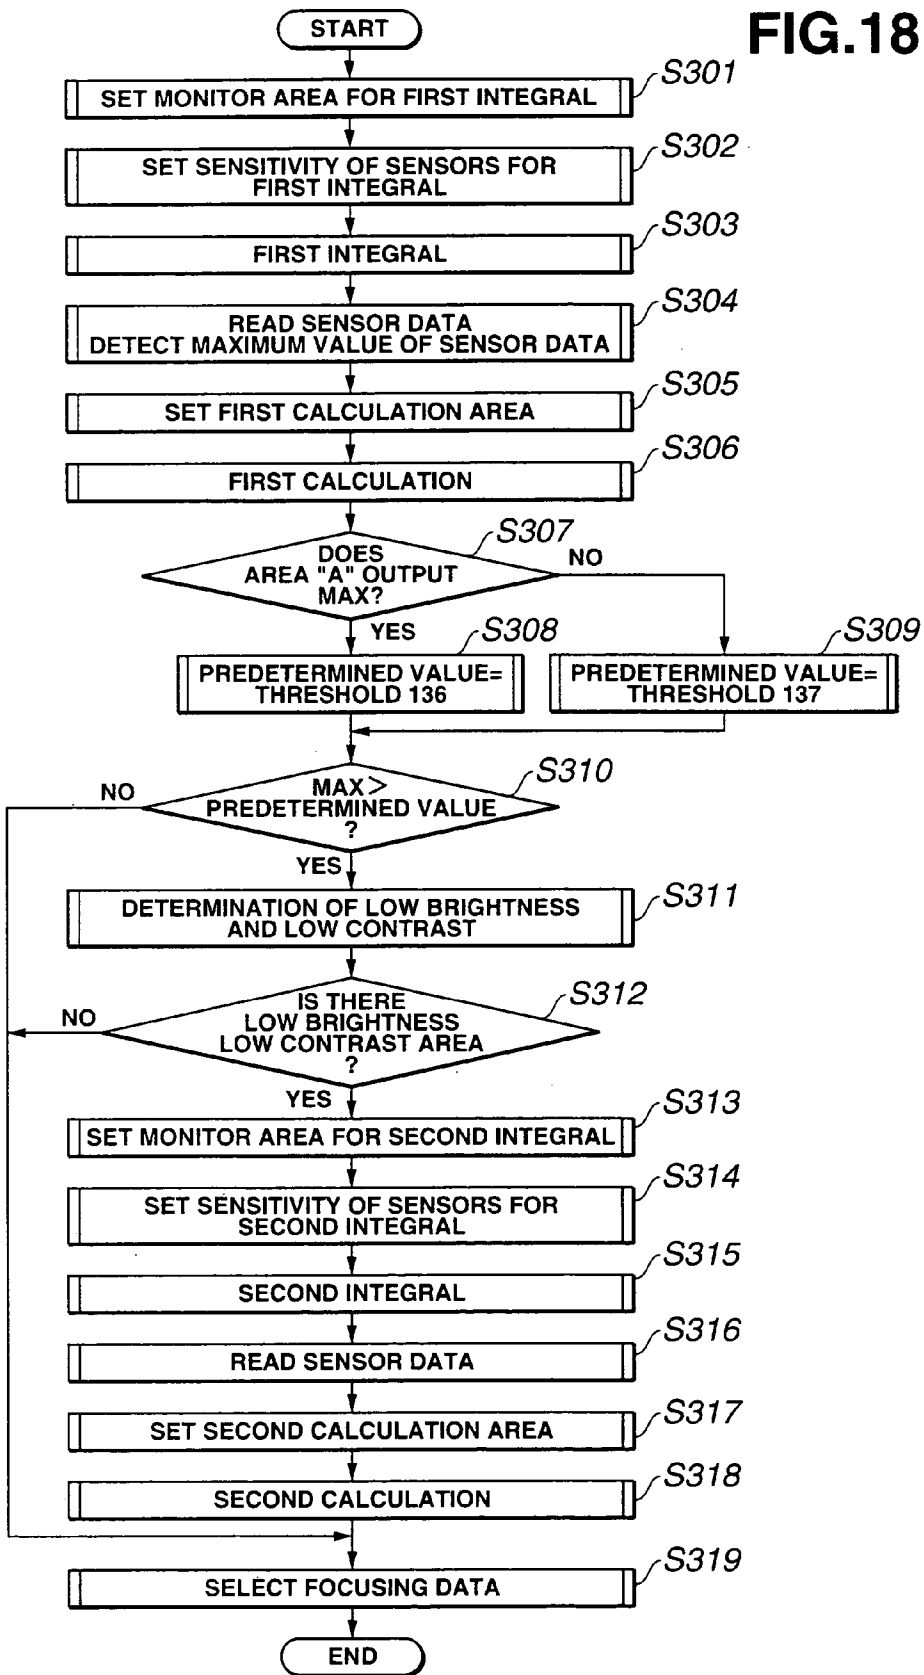 FIG.18
START
S301
SET MONITOR AREA FOR FIRST INTEGRAL
S302
SET SENSITIVITY OF SENSORS FOR
FIRST INTEGRAL
S303
FIRST INTEGRAL
S304
READ SENSOR DATA
DETECT MAXIMUM VALUE OF SENSOR DATA
S305
SET FIRST CALCULATION AREA
S306
FIRST CALCULATION
S307
DOES
AREA "A" OUTPUT
MAX?
NO
YES
S308
PREDETERMINED VALUE=
THRESHOLD 136
S309
PREDETERMINED VALUE=
THRESHOLD 137
S310
MAX>
PREDETERMINED VALUE
?
NO
YES
S311
DETERMINATION OF LOW BRIGHTNESS
AND LOW CONTRAST
S312
IS THERE
LOW BRIGHTNESS
LOW CONTRAST AREA
?
NO
YES
S313
SET MONITOR AREA FOR SECOND INTEGRAL
S314
SET SENSITIVITY OF SENSORS FOR
SECOND INTEGRAL
S315
SECOND INTEGRAL
S316
READ SENSOR DATA
S317
SET SECOND CALCULATION AREA
S318
SECOND CALCULATION
S319
SELECT FOCUSING DATA
END